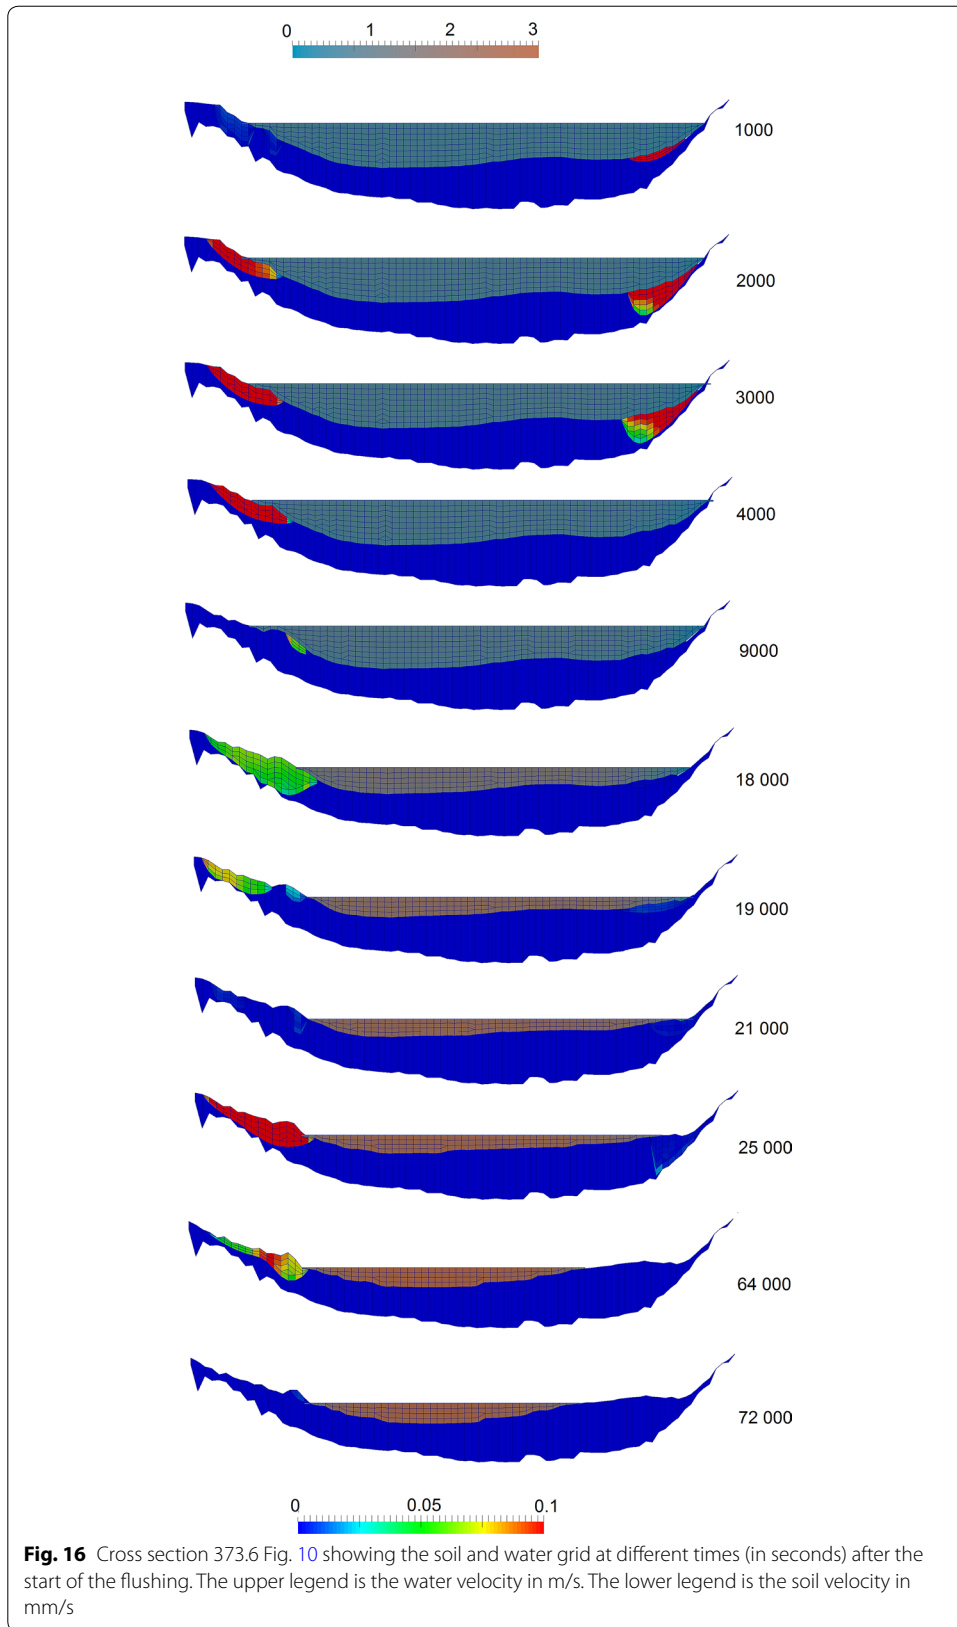 0 1 2 3
1000
2000
3000
4000
9000
18 000
19 000
21 000
25 000
64 000
72 000
0 0.05 0.1
Fig. 16 Cross section 373.6 Fig. 10 showing the soil and water grid at different times (in seconds) after the
start of the flushing. The upper legend is the water velocity in m/s. The lower legend is the soil velocity in
mm/s